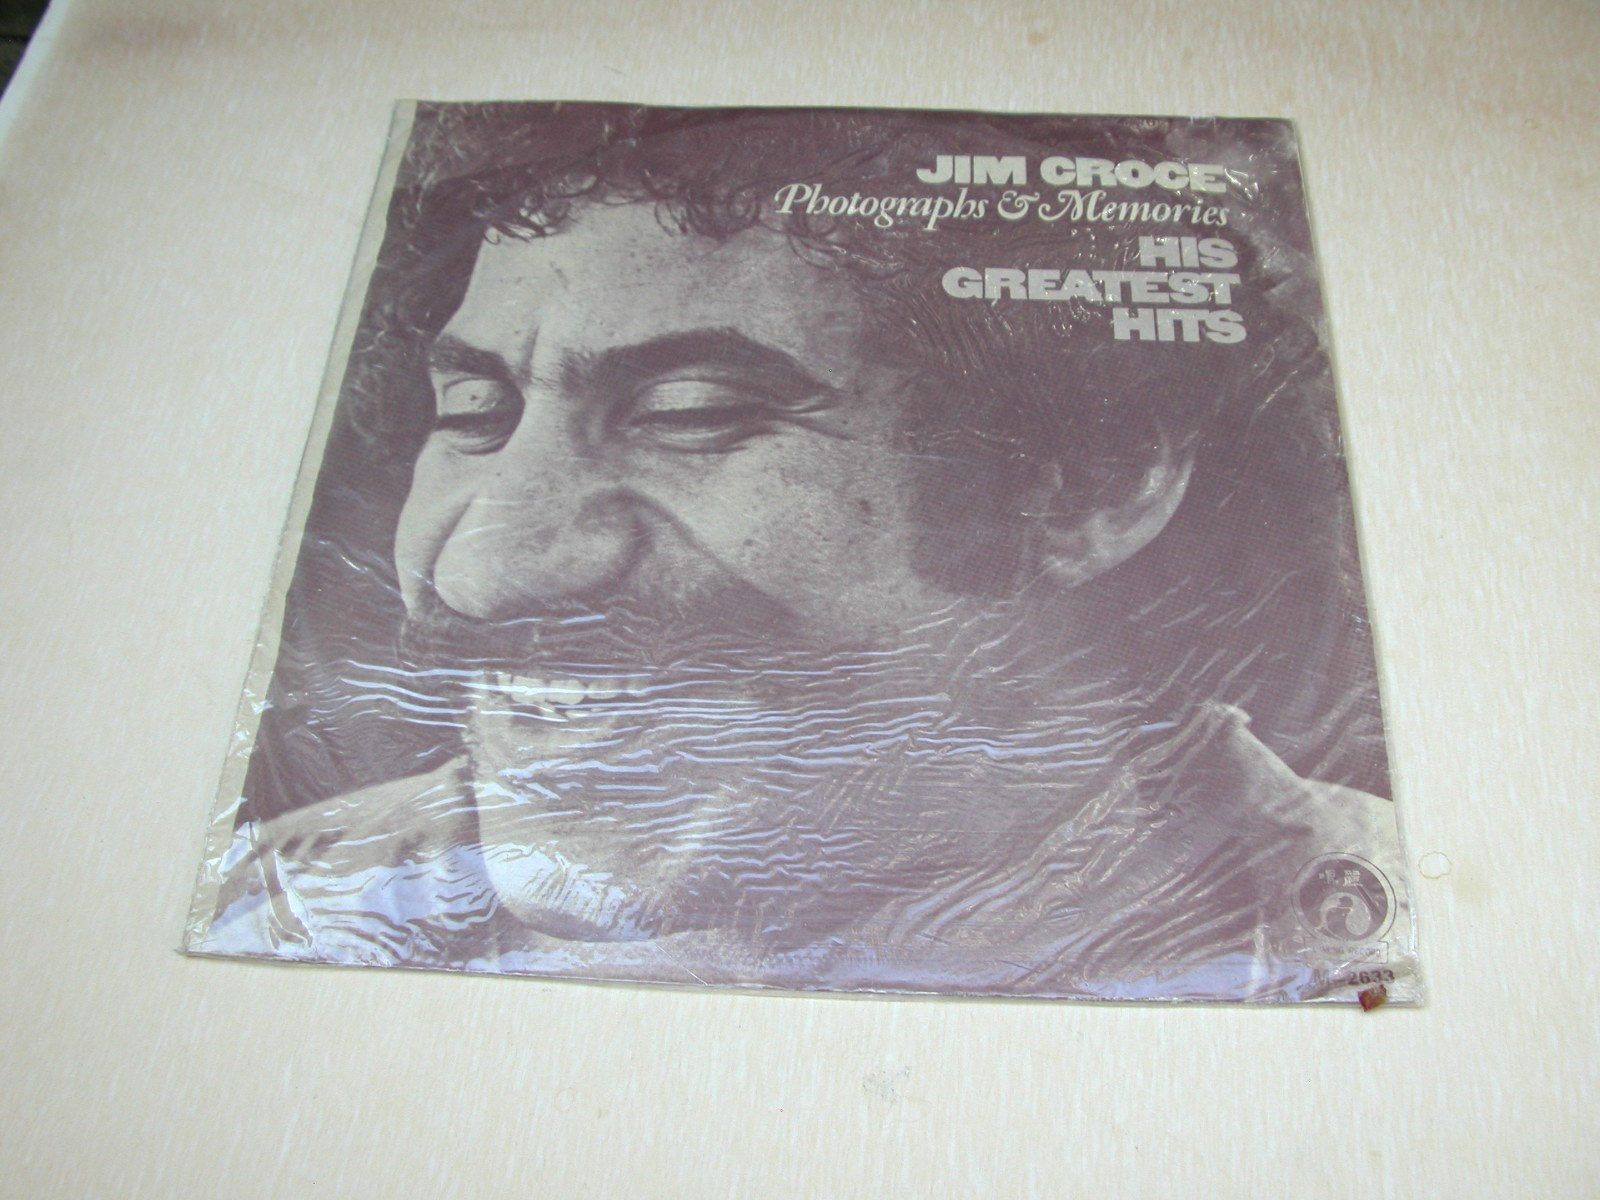 JIM CROCE
Photographs & Memories
HIS
GREATEST
HITS
M-2633